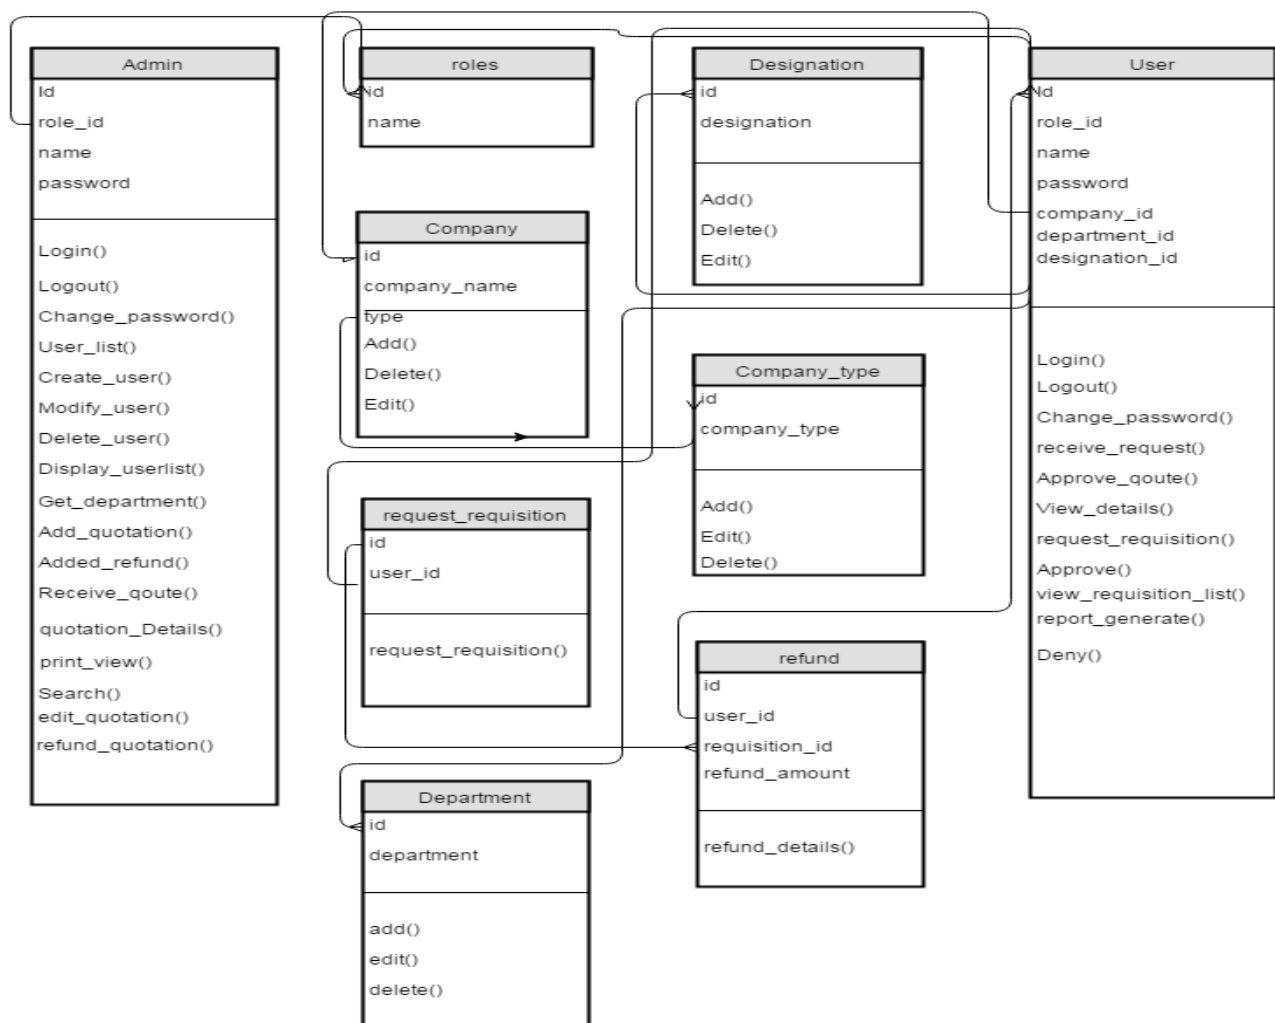 Admin
Id
role_id
name
password
Login()
Logout()
Change_password()
User_list()
Create_user()
Modify_user()
Delete_user()
Display_userlist()
Get_department()
Add_quotation()
Added_refund()
Receive_qoute()
quotation_Details()
print_view()
Search()
edit_quotation()
refund_quotation()
roles
id
name
Company
id
company_name
type
Add()
Delete()
Edit()
request_requisition
id
user_id
request_requisition()
Department
id
department
add()
edit()
delete()
Designation
id
designation
Add()
Delete()
Edit()
Company_type
id
company_type
Add()
Edit()
Delete()
refund
id
user_id
requisition_id
refund_amount
refund_details()
User
Id
role_id
name
password
company_id
department_id
designation_id
Login()
Logout()
Change_password()
receive_request()
Approve_qoute()
View_details()
request_requisition()
Approve()
view_requisition_list()
report_generate()
Deny()